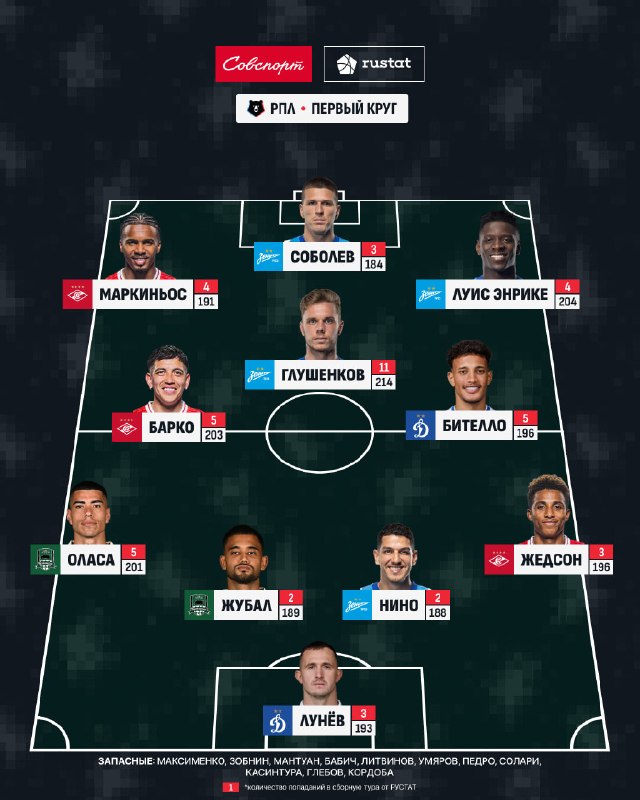 Совспорт rustat
РПЛ • ПЕРВЫЙ КРУГ
СОБОЛЕВ 3 184
МАРКИНЬОС 4 191
ЛУИС ЭНРИКЕ 4 204
ГЛУШЕНКОВ 11 214
БАРКО 5 203
БИТЕЛЛО 5 196
ОЛАСА 5 201
ЖЕДСОН 3 196
ЖУБАЛ 2 189
НИНО 2 188
ЛУНЁВ 3 193
ЗАПАСНЫЕ: МАКСИМЕНКО, ЗОБНИН, МАНТУАН, БАБИЧ, ЛИТВИНОВ, УМЯРОВ, ПЕДРО, СОЛАРИ,
КАСИНТУРА, ГЛЕБОВ, КОРДОБА
1 *количество попаданий в сборную тура от РУСТАТ